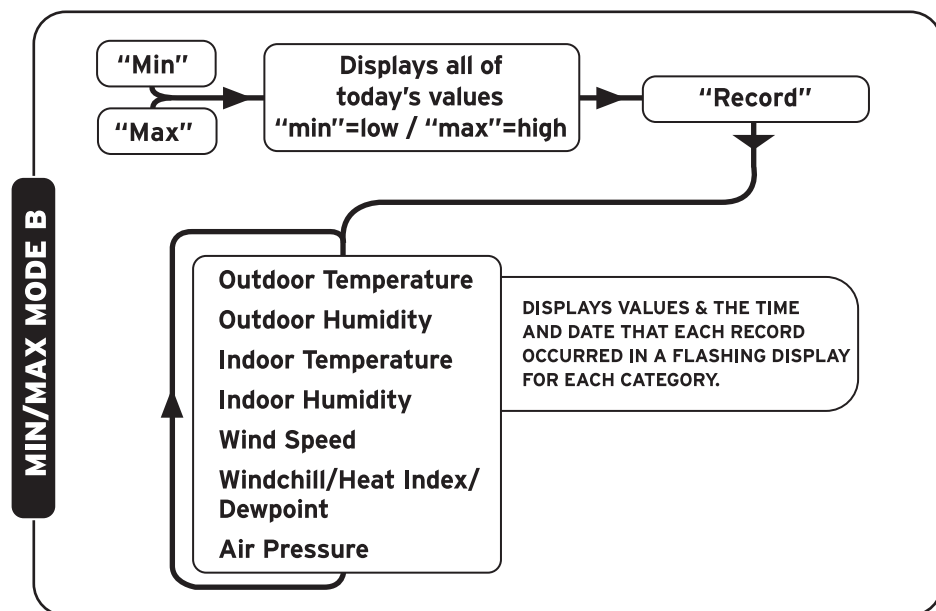 MIN/MAX MODE B
“Min”
“Max”
Displays all of
today's values
“min”=low / “max”=high
“Record”
Outdoor Temperature
Outdoor Humidity
Indoor Temperature
Indoor Humidity
Wind Speed
Windchill/Heat Index/
Dewpoint
Air Pressure
DISPLAYS VALUES & THE TIME
AND DATE THAT EACH RECORD
OCCURRED IN A FLASHING DISPLAY
FOR EACH CATEGORY.